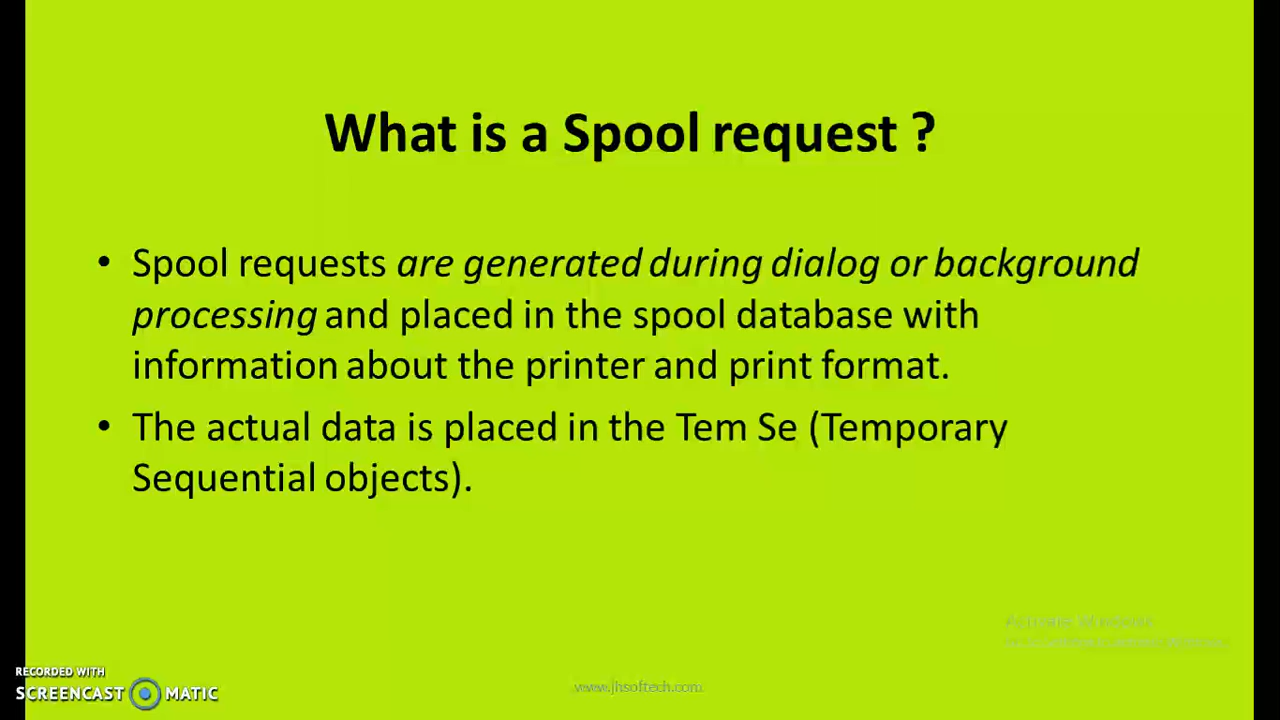 What is a Spool request ?
• Spool requests are generated during dialog or background
processing and placed in the spool database with
information about the printer and print format.
• The actual data is placed in the Tem Se (Temporary
Sequential objects).
RECORDED WITH
SCREENCAST MATIC
www.jhsoftech.com